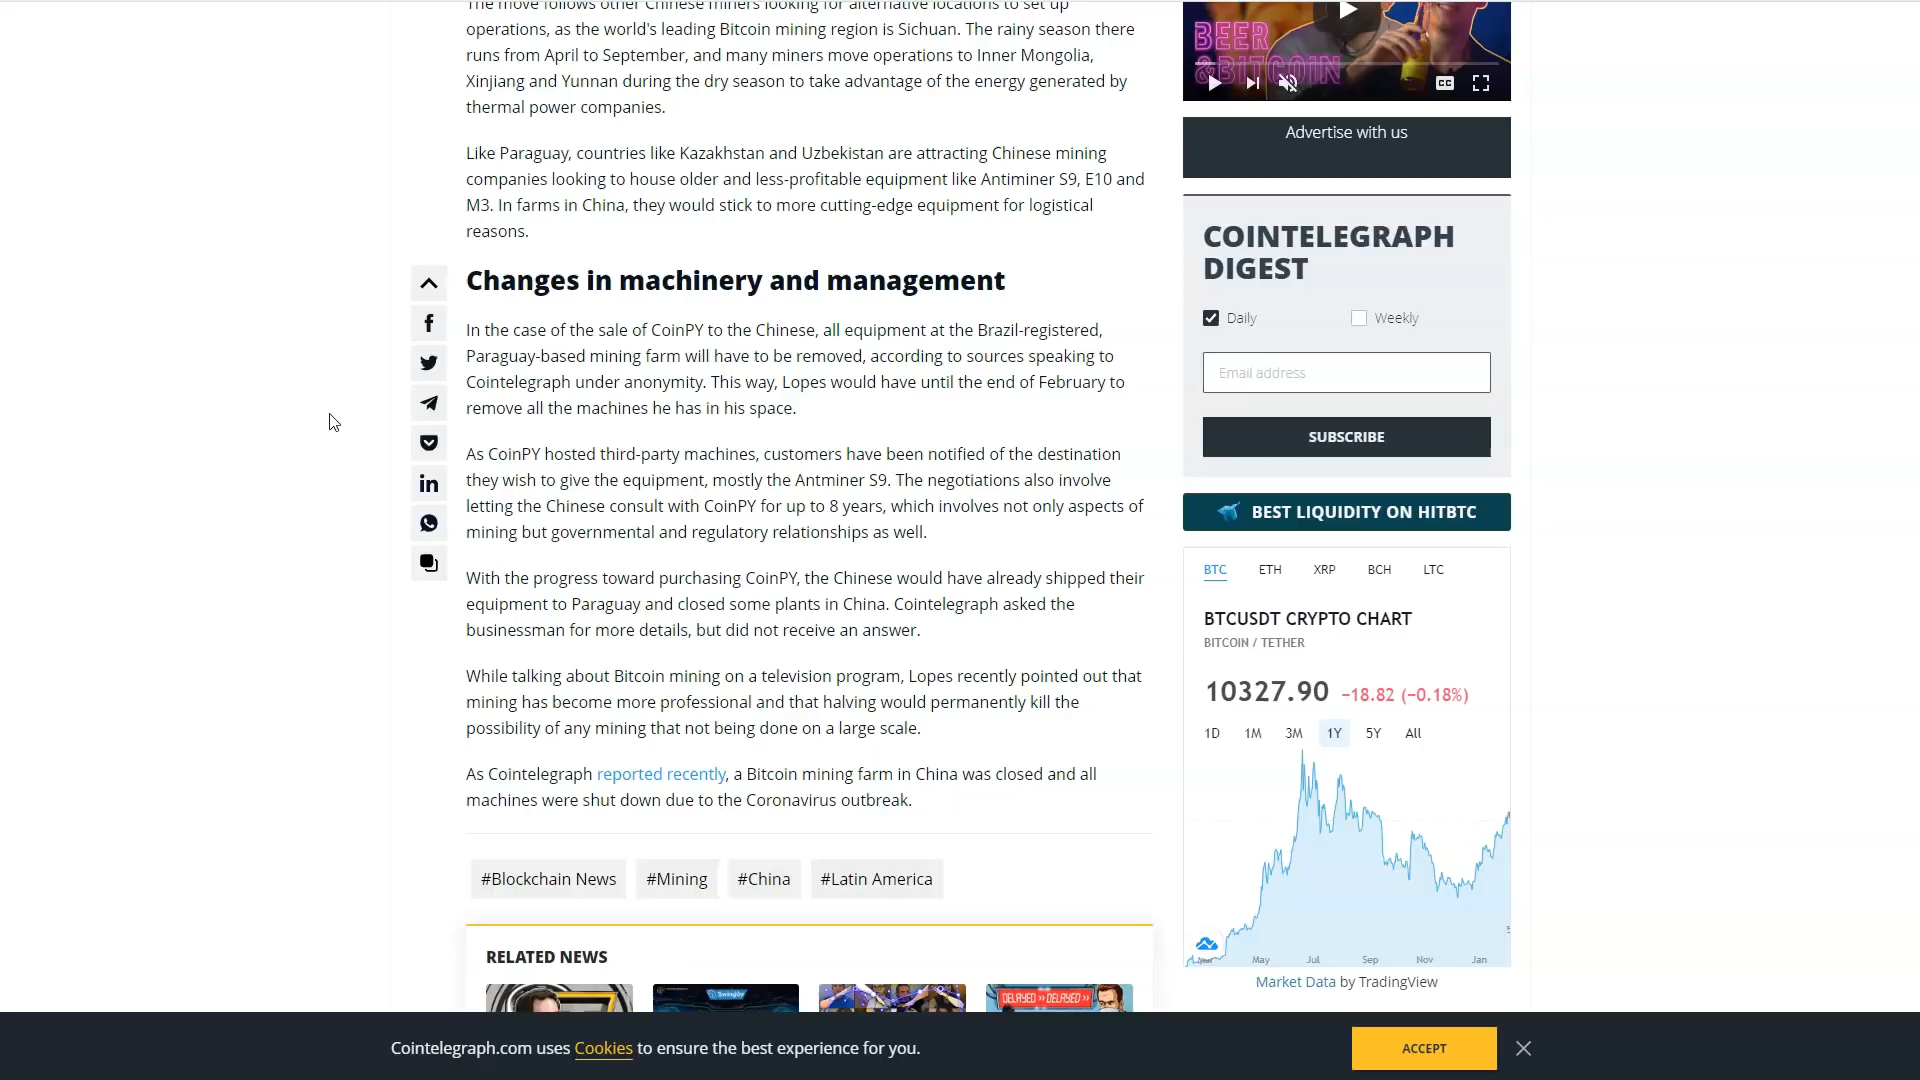 The move follows other Chinese miners looking for alternative locations to set up
operations, as the world's leading Bitcoin mining region is Sichuan. The rainy season there
runs from April to September, and many miners move operations to Inner Mongolia,
Xinjiang and Yunnan during the dry season to take advantage of the energy generated by
thermal power companies.
Like Paraguay, countries like Kazakhstan and Uzbekistan are attracting Chinese mining
companies looking to house older and less-profitable equipment like Antiminer S9, E10 and
M3. In farms in China, they would stick to more cutting-edge equipment for logistical
reasons.
Changes in machinery and management
In the case of the sale of CoinPY to the Chinese, all equipment at the Brazil-registered,
Paraguay-based mining farm will have to be removed, according to sources speaking to
Cointelegraph under anonymity. This way, Lopes would have until the end of February to
remove all the machines he has in his space.
As CoinPY hosted third-party machines, customers have been notified of the destination
they wish to give the equipment, mostly the Antminer S9. The negotiations also involve
letting the Chinese consult with CoinPY for up to 8 years, which involves not only aspects of
mining but governmental and regulatory relationships as well.
With the progress toward purchasing CoinPY, the Chinese would have already shipped their
equipment to Paraguay and closed some plants in China. Cointelegraph asked the
businessman for more details, but did not receive an answer.
While talking about Bitcoin mining on a television program, Lopes recently pointed out that
mining has become more professional and that halving would permanently kill the
possibility of any mining that not being done on a large scale.
As Cointelegraph reported recently, a Bitcoin mining farm in China was closed and all
machines were shut down due to the Coronavirus outbreak.
#Blockchain News #Mining #China #Latin America
RELATED NEWS
Swingby
DELAYED >> DELAYED >>
BEER
&BITCOIN
CC
Advertise with us
COINTELEGRAPH
DIGEST
Daily Weekly
Email address
SUBSCRIBE
BEST LIQUIDITY ON HITBTC
BTC ETH XRP BCH LTC
BTCUSDT CRYPTO CHART
BITCOIN / TETHER
10327.90 −18.82 (−0.18%)
1D 1M 3M 1Y 5Y All
May Jul Sep Nov Jan
Market Data by TradingView
Cointelegraph.com uses Cookies to ensure the best experience for you.
ACCEPT